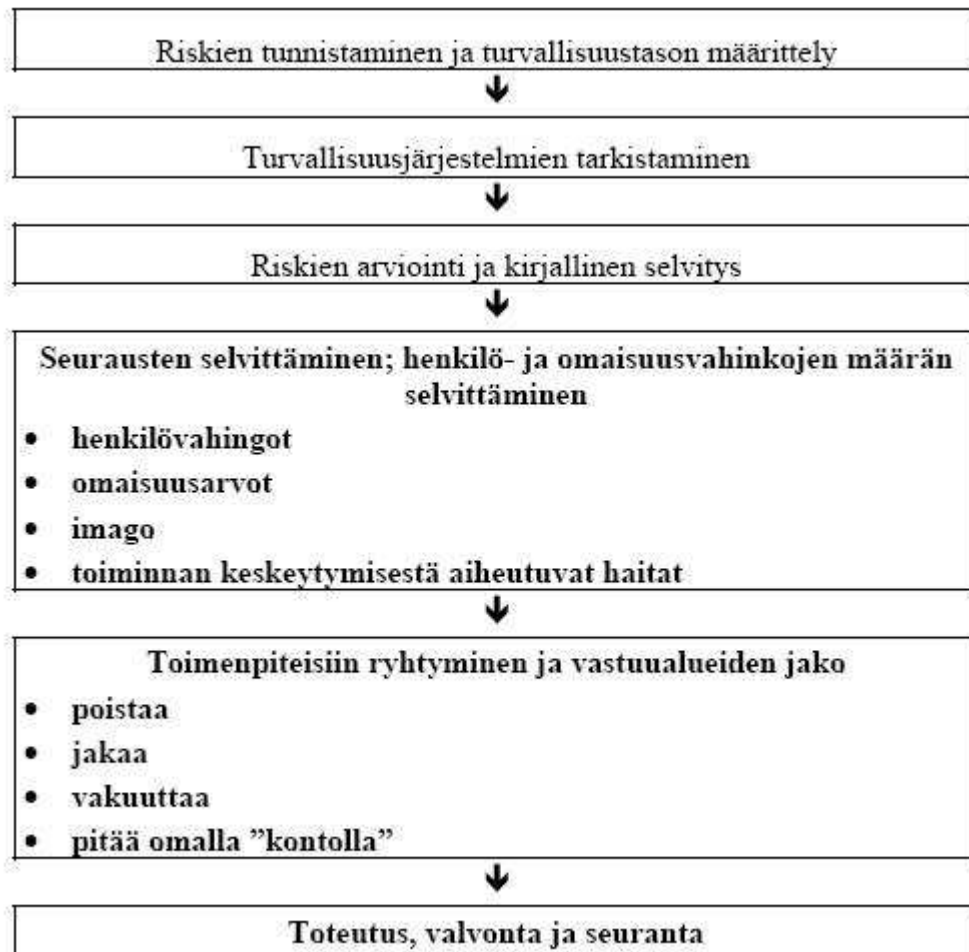 Riskien tunnistaminen ja turvallisuustason määrittely
Turvallisuusjärjestelmien tarkistaminen
Riskien arviointi ja kirjallinen selvitys
Seurausten selvittäminen; henkilö- ja omaisuusvahinkojen määrän
selvittäminen
• henkilövahingot
• omaisuusarvot
• imago
• toiminnan keskeytymisestä aiheutuvat haitat
Toimenpiteisiin ryhtyminen ja vastuualueiden jako
• poistaa
• jakaa
• vakuuttaa
• pitää omalla ”kontolla”
Toteutus, valvonta ja seuranta